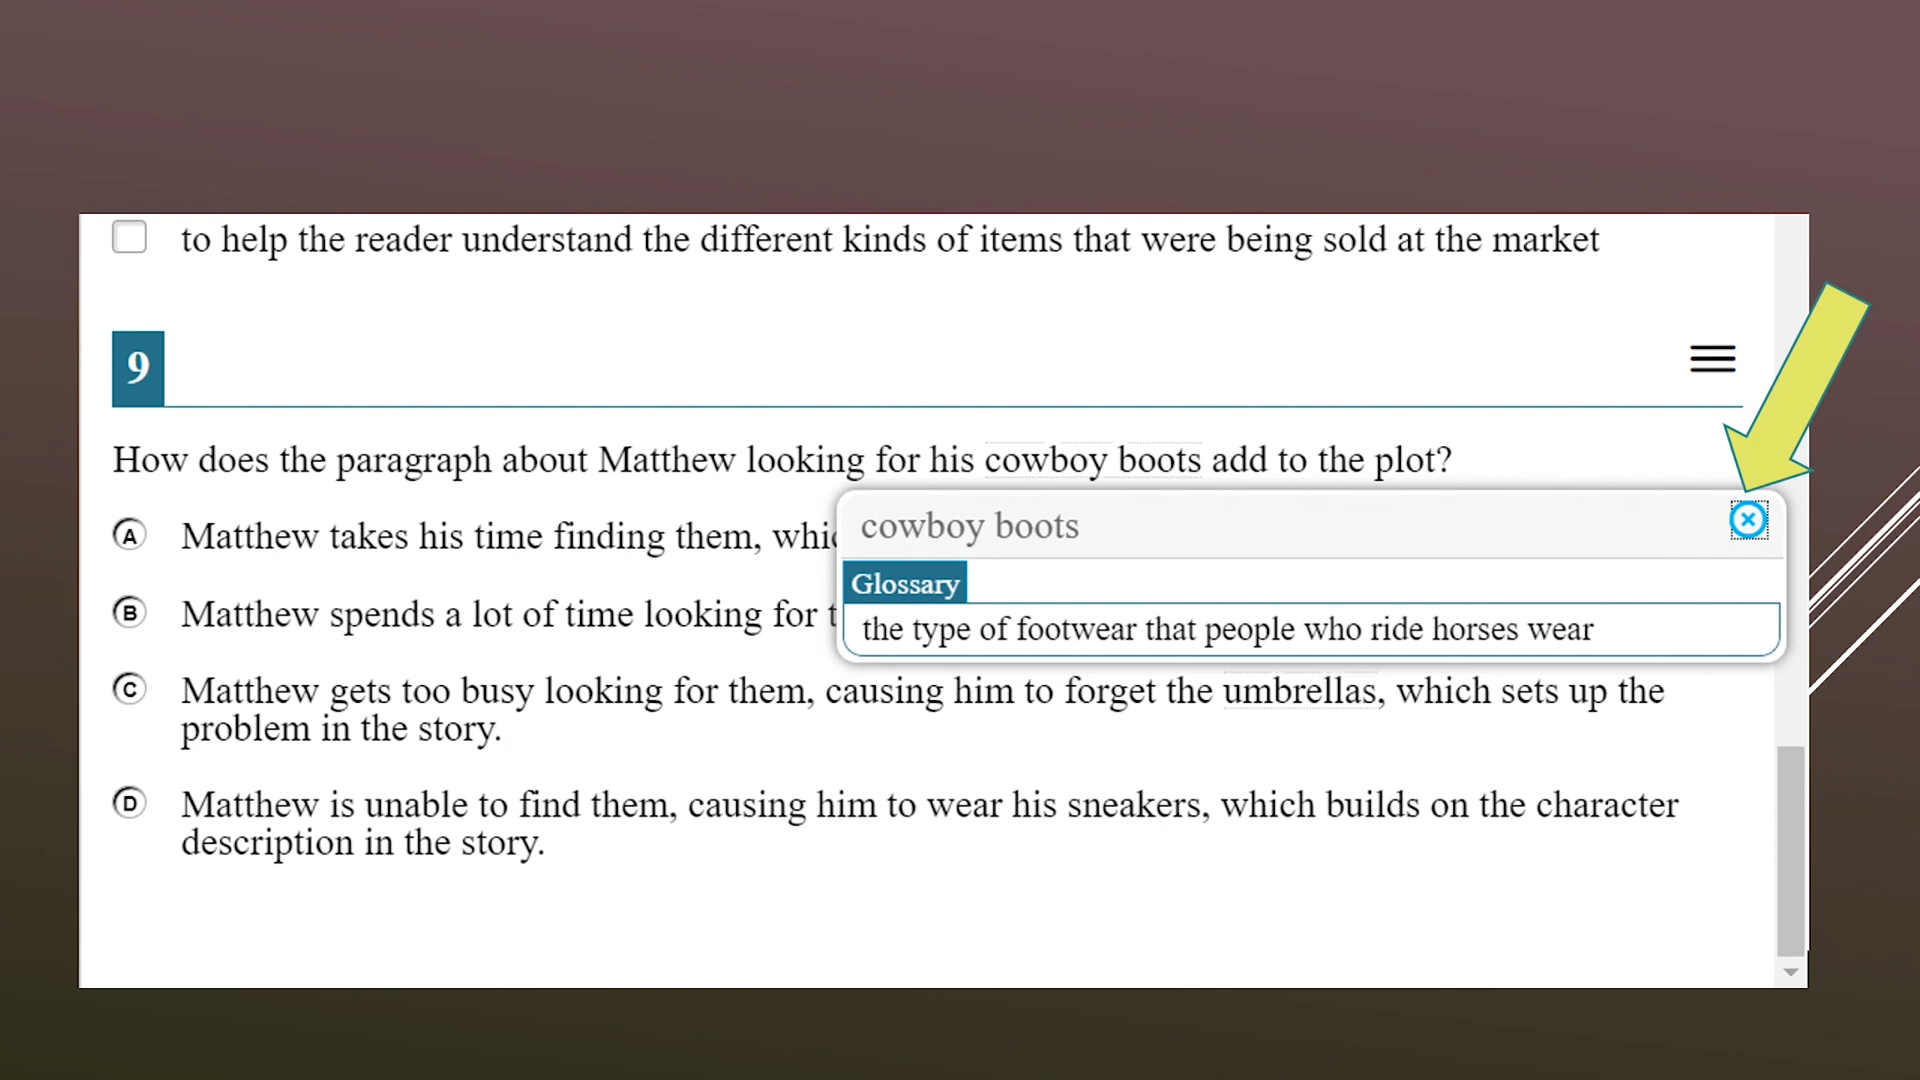 to help the reader understand the different kinds of items that were being sold at the market
9
How does the paragraph about Matthew looking for his cowboy boots add to the plot?
A Matthew takes his time finding them,
cowboy boots
Glossary
the type of footwear that people who ride horses wear
B Matthew spends a lot of time looking for
C Matthew gets too busy looking for them, causing him to forget the umbrellas, which sets up the
problem in the story.
D Matthew is unable to find them, causing him to wear his sneakers, which builds on the character
description in the story.